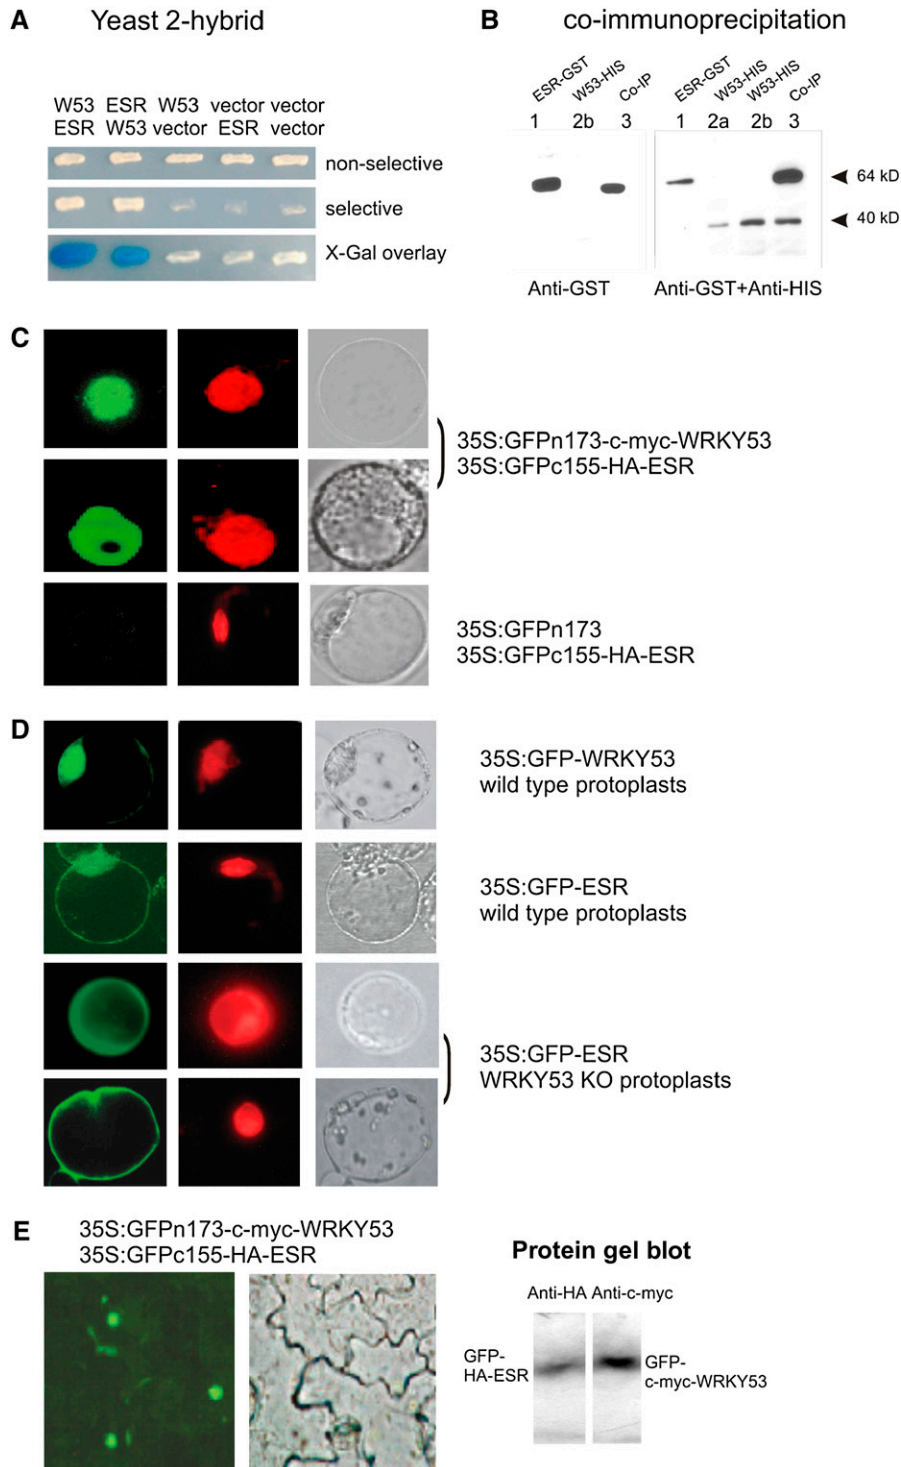 A Yeast 2-hybrid
W53 ESR W53 vector vector
ESR W53 vector ESR vector
non-selective
selective
X-Gal overlay
B co-immunoprecipitation
ESR-GST W53-HIS Co-IP ESR-GST W53-HIS W53-HIS Co-IP
1 2b 3 1 2a 2b 3
64 kD
40 kD
Anti-GST Anti-GST+Anti-HIS
C
35S:GFPn173-c-myc-WRKY53
35S:GFPc155-HA-ESR
35S:GFPn173
35S:GFPc155-HA-ESR
D
35S:GFP-WRKY53
wild type protoplasts
35S:GFP-ESR
wild type protoplasts
35S:GFP-ESR
WRKY53 KO protoplasts
E 35S:GFPn173-c-myc-WRKY53
35S:GFPc155-HA-ESR
Protein gel blot
Anti-HA Anti-c-myc
GFP-
HA-ESR
GFP-
c-myc-WRKY53